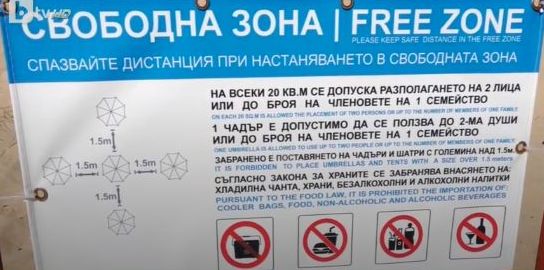 btv
СВОБОДНА ЗОНА | FREE ZONE
PLEASE KEEP SAFE DISTANCE IN THE FREE ZONE
СПАЗВАЙТЕ ДИСТАНЦИЯ ПРИ НАСТАНЯВАНЕТО В СВОБОДНАТА ЗОНА
НА ВСЕКИ 20 КВ.М СЕ ДОПУСКА РАЗПОЛАГАНЕТО НА 2 ЛИЦА
ИЛИ ДО БРОЯ НА ЧЛЕНОВЕТЕ НА 1 СЕМЕЙСТВО
ON EACH 20 SQ.M IS ALLOWED THE PLACEMENT OF TWO PERSONS OR UP TO THE NUMBER OF MEMBERS OF ONE FAMILY.
1 ЧАДЪР Е ДОПУСТИМО ДА СЕ ПОЛЗВА ДО 2-МА ДУШИ
ИЛИ ДО БРОЯ НА ЧЛЕНОВЕТЕ НА 1 СЕМЕЙСТВО
ONE UMBRELLA IS ALLOWED TO USE UP TO TWO PEOPLE OR UP TO THE NUMBER OF MEMBERS OF ONE FAMILY.
ЗАБРАНЕНО Е ПОСТАВЯНЕТО НА ЧАДЪРИ И ШАТРИ С ГОЛЕМИНА НАД 1.5м.
IT IS FORBIDDEN TO PLACE UMBRELLAS AND TENTS WITH A SIZE OVER 1.5 meters
СЪГЛАСНО ЗАКОНА ЗА ХРАНИТЕ СЕ ЗАБРАНЯВА ВНАСЯНЕТО НА:
ХЛАДИЛНА ЧАНТА, ХРАНИ, БЕЗАЛКОХОЛНИ И АЛКОХОЛНИ НАПИТКИ
PURSUANT TO THE FOOD LAW, IT IS PROHIBITED THE IMPORTATION OF:
COOLER BAGS, FOOD, NON-ALCOHOLIC AND ALCOHOLIC BEVERAGES
1.5m
1.5m
1.5m
1.5m